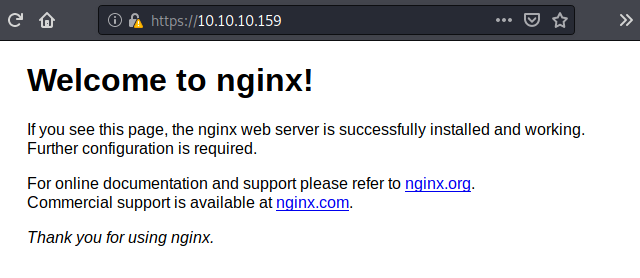 https://10.10.10.159
Welcome to nginx!
If you see this page, the nginx web server is successfully installed and working.
Further configuration is required.
For online documentation and support please refer to nginx.org.
Commercial support is available at nginx.com.
Thank you for using nginx.